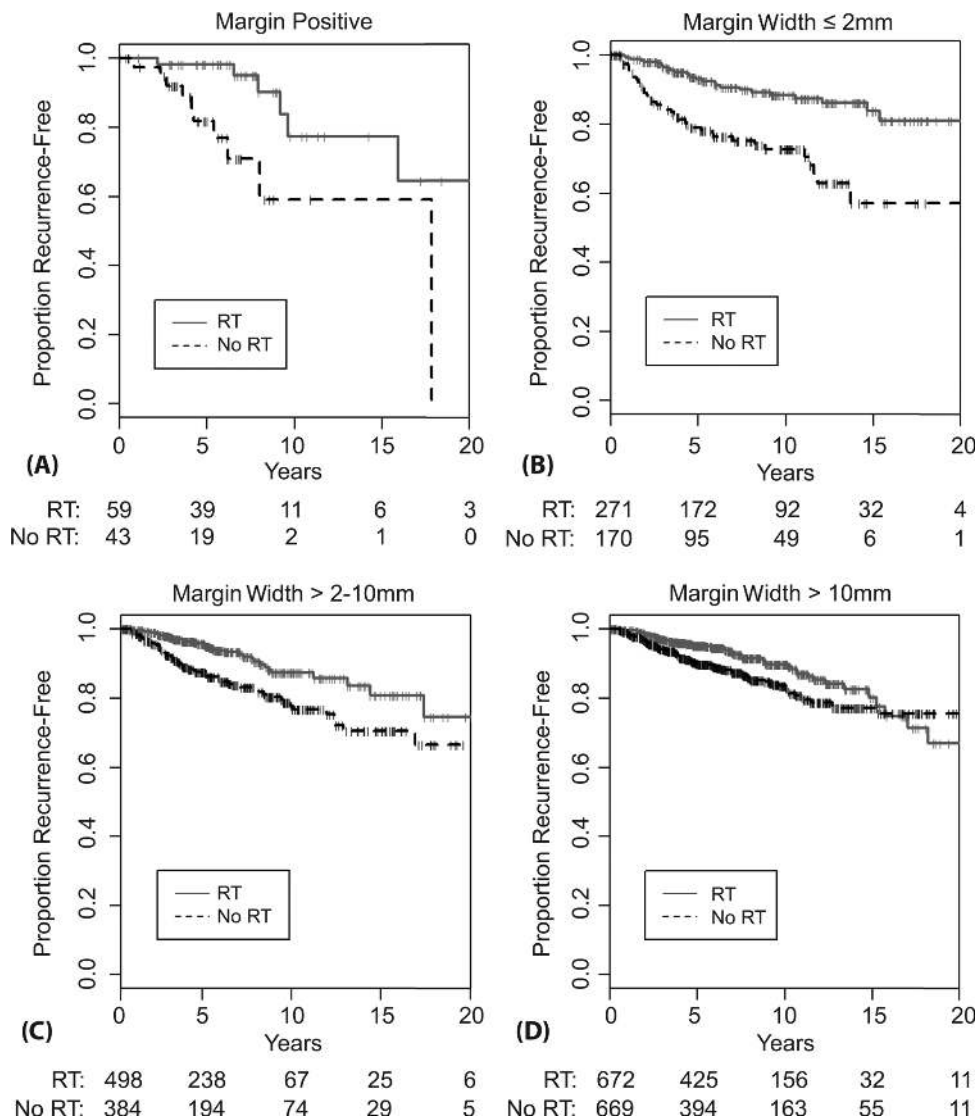 Margin Positive
Proportion Recurrence-Free
1.0
0.8
0.6
0.4
0.2
0.0
RT
No RT
0 5 10 15 20
(A)
Years
RT: 59 39 11 6 3
No RT: 43 19 2 1 0
Margin Width ≤ 2mm
Proportion Recurrence-Free
1.0
0.8
0.6
0.4
0.2
0.0
RT
No RT
0 5 10 15 20
(B)
Years
RT: 271 172 92 32 4
No RT: 170 95 49 6 1
Margin Width > 2-10mm
Proportion Recurrence-Free
1.0
0.8
0.6
0.4
0.2
0.0
RT
No RT
0 5 10 15 20
(C)
Years
RT: 498 238 67 25 6
No RT: 384 194 74 29 5
Margin Width > 10mm
Proportion Recurrence-Free
1.0
0.8
0.6
0.4
0.2
0.0
RT
No RT
0 5 10 15 20
(D)
Years
RT: 672 425 156 32 11
No RT: 669 394 163 55 11